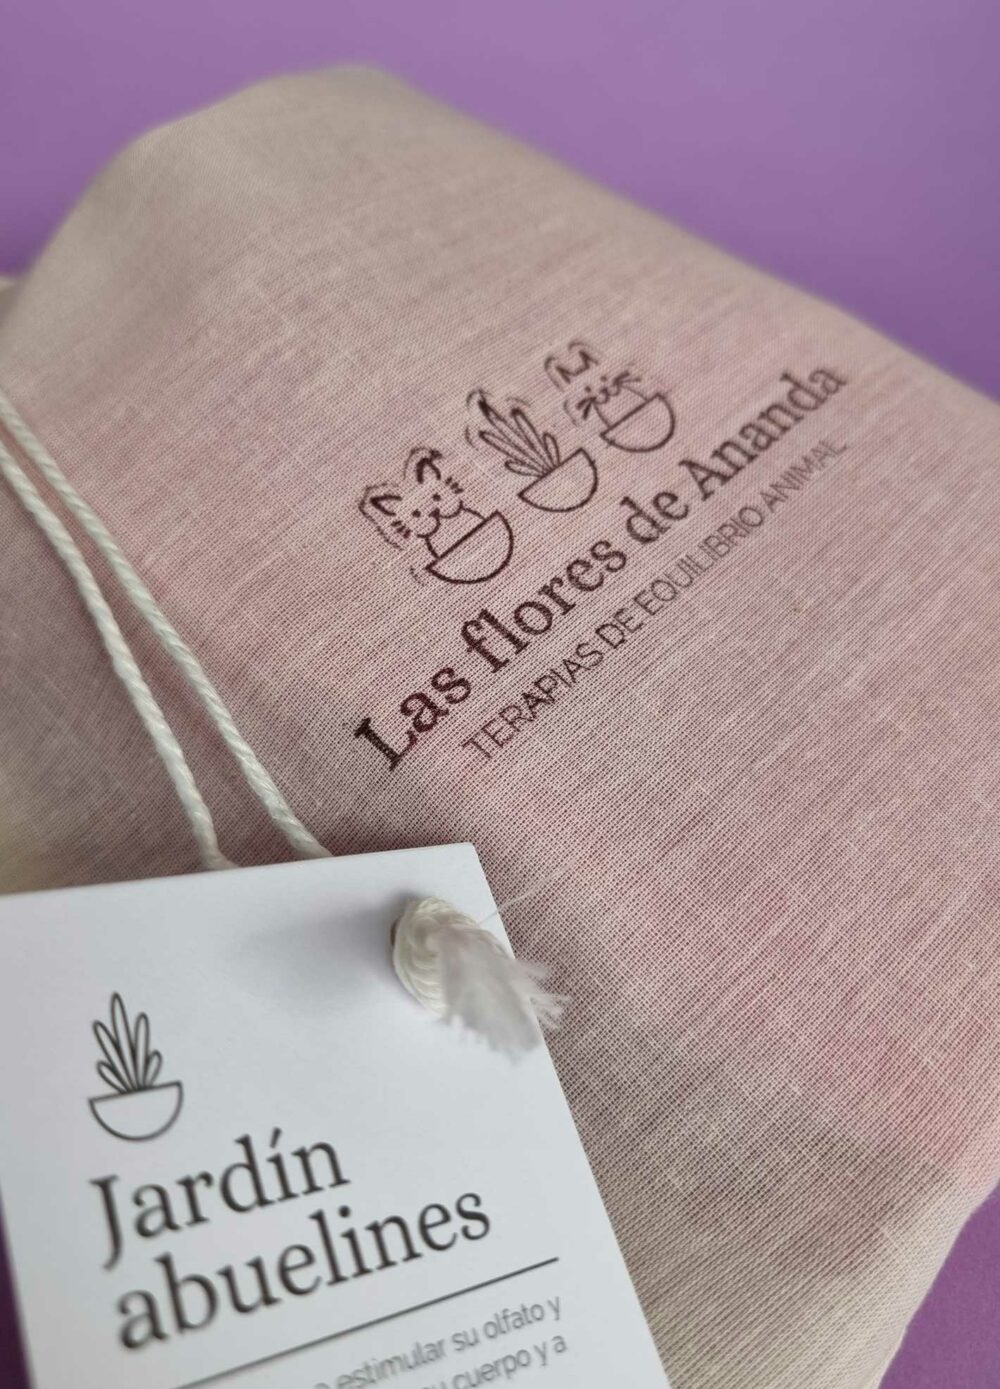 Las flores de Ananda
TERAPIAS DE EQUILIBRIO ANIMAL
Jardín
abuelines
estimular su olfato y
cuerpo y a